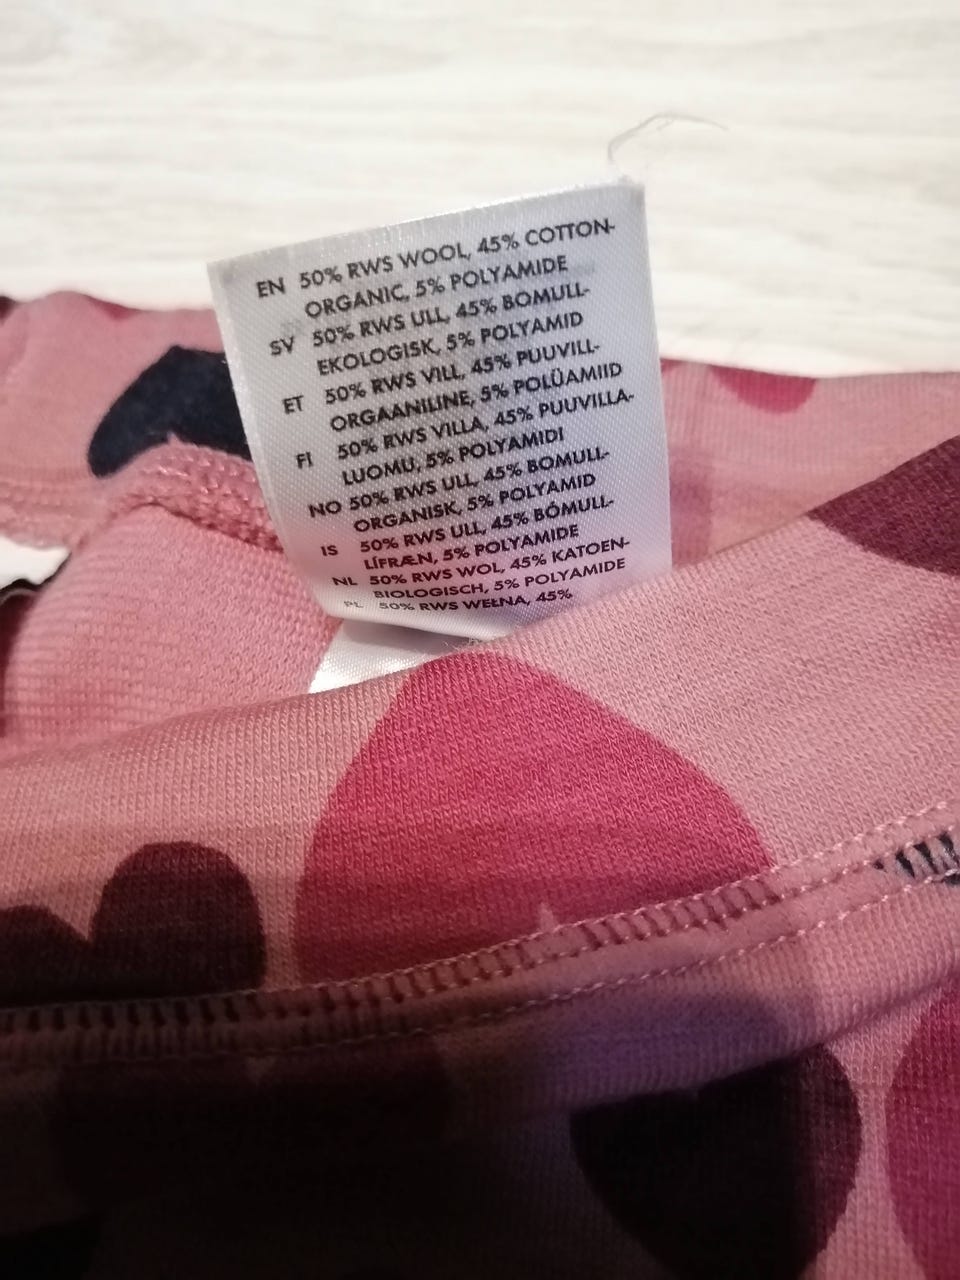 EN 50% RWS WOOL, 45% COTTON-
ORGANIC, 5% POLYAMIDE
SV 50% RWS ULL, 45% BOMULL-
EKOLOGISK, 5% POLYAMID
ET 50% RWS VILL, 45% PUUVILL-
ORGAANILINE, 5% POLÜAMIID
FI 50% RWS VILLA, 45% PUUVILLA-
LUOMU, 5% POLYAMIDI
NO 50% RWS ULL, 45% BOMULL-
ORGANISK, 5% POLYAMID
IS 50% RWS ULL, 45% BÓMULL-
LÍFRÆN, 5% POLYAMIDE
NL 50% RWS WOL, 45% KATOEN-
BIOLOGISCH, 5% POLYAMIDE
PL 50% RWS WEŁNA, 45%